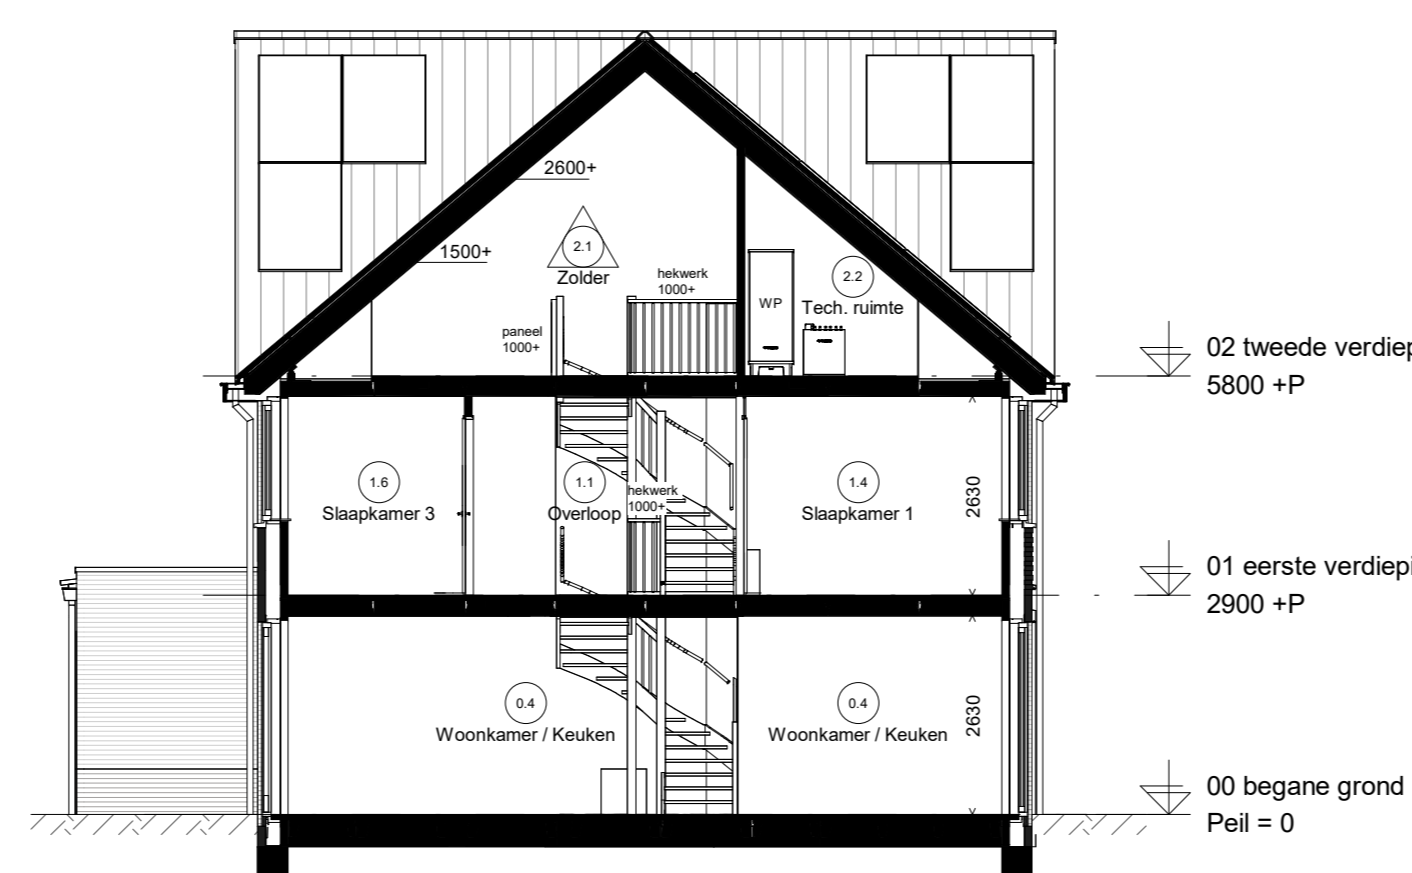 2600+
1500+
2.1
Zolder
hekwerk
1000+
paneel
1000+
WP
2.2
Tech. ruimte
02 tweede verdiep
5800 +P
1.6
Slaapkamer 3
1.1
Overloop
hekwerk
1000+
1.4
Slaapkamer 1
2630
01 eerste verdiepi
2900 +P
0.4
Woonkamer / Keuken
0.4
Woonkamer / Keuken
2630
00 begane grond
Peil = 0